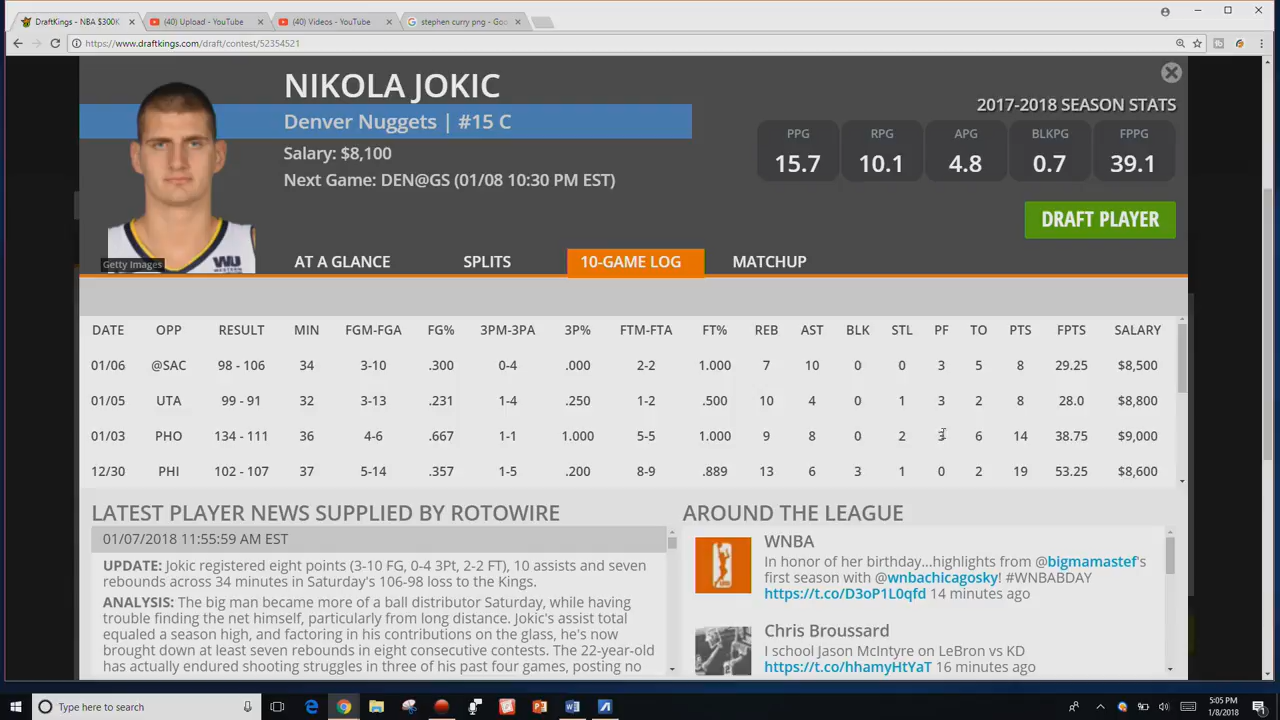 DraftKings - NBA $300K
(40) Upload - YouTube
(40) Videos - YouTube
stephen curry png - Goo
https://www.draftkings.com/draft/contest/52354521
NIKOLA JOKIC
Denver Nuggets | #15 C
Salary: $8,100
Next Game: DEN@GS (01/08 10:30 PM EST)
Getty Images
2017-2018 SEASON STATS
PPG RPG APG BLKPG FPPG
15.7 10.1 4.8 0.7 39.1
DRAFT PLAYER
AT A GLANCE SPLITS 10-GAME LOG MATCHUP
DATE OPP RESULT MIN FGM-FGA FG% 3PM-3PA 3P% FTM-FTA FT% REB AST BLK STL PF TO PTS FPTS SALARY
01/06 @SAC 98 - 106 34 3-10 .300 0-4 .000 2-2 1.000 7 10 0 0 3 5 8 29.25 $8,500
01/05 UTA 99 - 91 32 3-13 .231 1-4 .250 1-2 .500 10 4 0 1 3 2 8 28.0 $8,800
01/03 PHO 134 - 111 36 4-6 .667 1-1 1.000 5-5 1.000 9 8 0 2 3 6 14 38.75 $9,000
12/30 PHI 102 - 107 37 5-14 .357 1-5 .200 8-9 .889 13 6 3 1 0 2 19 53.25 $8,600
LATEST PLAYER NEWS SUPPLIED BY ROTOWIRE
01/07/2018 11:55:59 AM EST
UPDATE: Jokic registered eight points (3-10 FG, 0-4 3Pt, 2-2 FT), 10 assists and seven
rebounds across 34 minutes in Saturday's 106-98 loss to the Kings.
ANALYSIS: The big man became more of a ball distributor Saturday, while having
trouble finding the net himself, particularly from long distance. Jokic's assist total
equaled a season high, and factoring in his contributions on the glass, he's now
brought down at least seven rebounds in eight consecutive contests. The 22-year-old
has actually endured shooting struggles in three of his past four games, posting no
AROUND THE LEAGUE
WNBA
In honor of her birthday...highlights from @bigmamastef's
first season with @wnbachicagosky! #WNBABDAY
https://t.co/D3oP1L0qfd 14 minutes ago
Chris Broussard
I school Jason McIntyre on LeBron vs KD
https://t.co/hhamyHtYaT 16 minutes ago
Type here to search
5:05 PM
1/8/2018